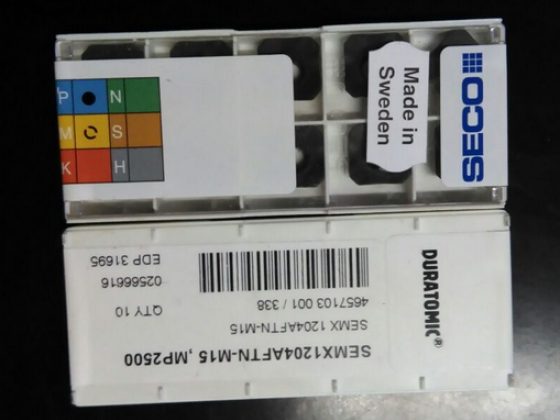 P N
M S
K H
Made in
Sweden
SECO
DURATOMIC®
SEMX1204AFTN-M15 ,MP2500
SEMX 1204AFTN-M15
QTY 10
4657103 001 / 338
02566616
EDP 31695